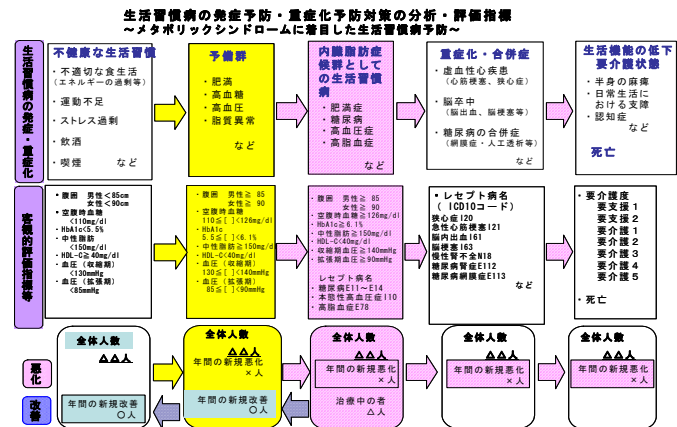 生活習慣病の発症予防・重症化予防対策の分析・評価指標
～メタボリックシンドロームに着目した生活習慣病予防～
生活習慣病の発症・重症化
不健康な生活習慣
・不適切な食生活
(エネルギーの過剰等)
・運動不足
・ストレス過剰
・飲酒
・喫煙 など
予備群
・肥満
・高血糖
・高血圧
・脂質異常
など
内臓脂肪症
候群として
の生活習慣
病
・肥満症
・糖尿病
・高血圧症
・高脂血症
など
重症化・合併症
・虚血性心疾患
(心筋梗塞、狭心症)
・脳卒中
(脳出血、脳梗塞等)
・糖尿病の合併症
(網膜症・人工透析等)
など
生活機能の低下
要介護状態
・半身の麻痺
・日常生活に
おける支障
・認知症
など
死亡
客観的評価指標等
・腹囲 男性<85cm
女性<90cm
・空腹時血糖
<110mg/dl
・HbA1c<5.5%
・中性脂肪
<150mg/dl
・HDL-C≧40mg/dl
・血圧（収縮期）
<130mmHg
・血圧（拡張期）
<85mmHg
・腹囲 男性≧ 85
女性≧ 90
・空腹時血糖
110≦[ ]<126mg/dl
・HbA1c
5.5≦[ ]<6.1%
・中性脂肪≧150mg/dl
・HDL-C<40mg/dl
・血圧（収縮期）
130≦[ ]<140mmHg
・血圧（拡張期）
85≦[ ]<90mmHg
・腹囲 男性≧ 85
女性≧ 90
・空腹時血糖≧126mg/dl
・HbA1c≧6.1%
・中性脂肪≧150mg/dl
・HDL-C<40mg/dl
・収縮期血圧≧140mmHg
・拡張期血圧≧90mmHg
レセプト病名
・糖尿病E11～E14
・本態性高血圧症I10
・高脂血症E78
・レセプト病名
（ICD10コード）
狭心症I20
急性心筋梗塞I21
脳内出血I61
脳梗塞I63
慢性腎不全N18
糖尿病腎症E112
糖尿病網膜症E113
など
・要介護度
要支援1
要支援2
要介護1
要介護2
要介護3
要介護4
要介護5
・死亡
悪化
改善
全体人数
△△人
年間の新規改善
〇人
全体人数
△△人
年間の新規悪化
×人
年間の新規改善
〇人
全体人数
△△人
年間の新規悪化
×人
治療中の者
△人
全体人数
△△人
年間の新規悪化
×人
全体人数
△△人
年間の新規悪化
×人